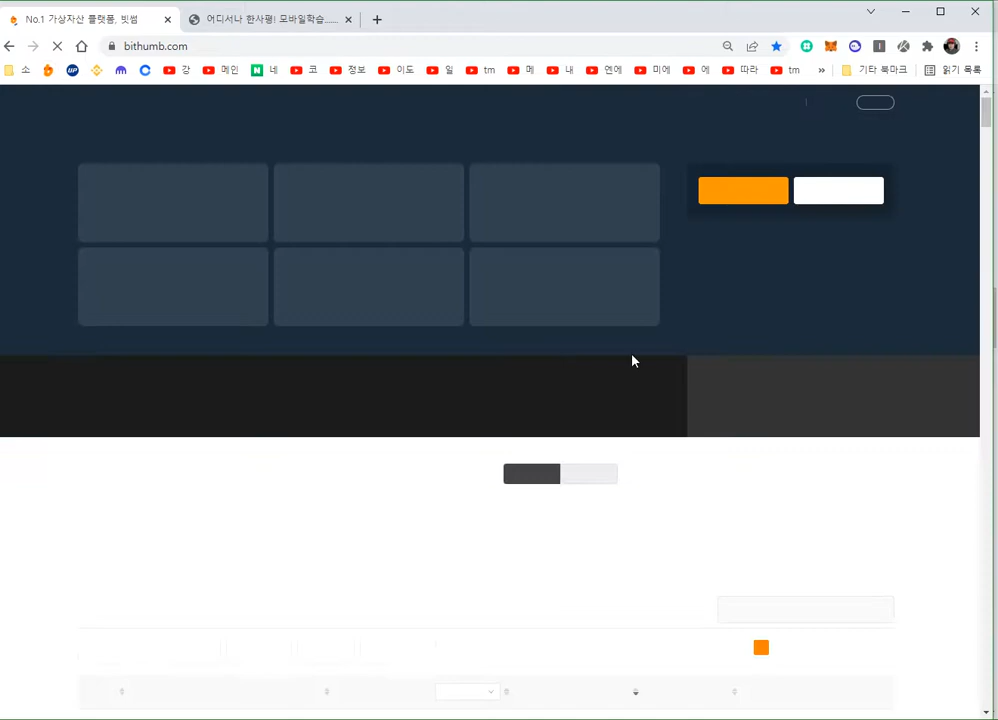 No.1 가상자산 플랫폼, 빗썸
어디서나 한사평! 모바일학습......
bithumb.com
소 UP 강 메인 N 네 코 정보 이도 일 tm 메 내 연에 미에 에 따라 tm » 기타 북마크 읽기 목록